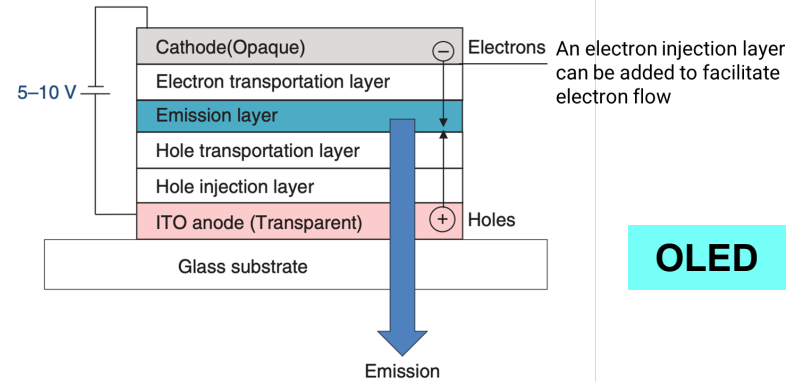 Cathode(Opaque)
− Electrons
An electron injection layer
can be added to facilitate
electron flow
Electron transportation layer
5–10 V
Emission layer
Hole transportation layer
Hole injection layer
ITO anode (Transparent)
+ Holes
Glass substrate
OLED
Emission